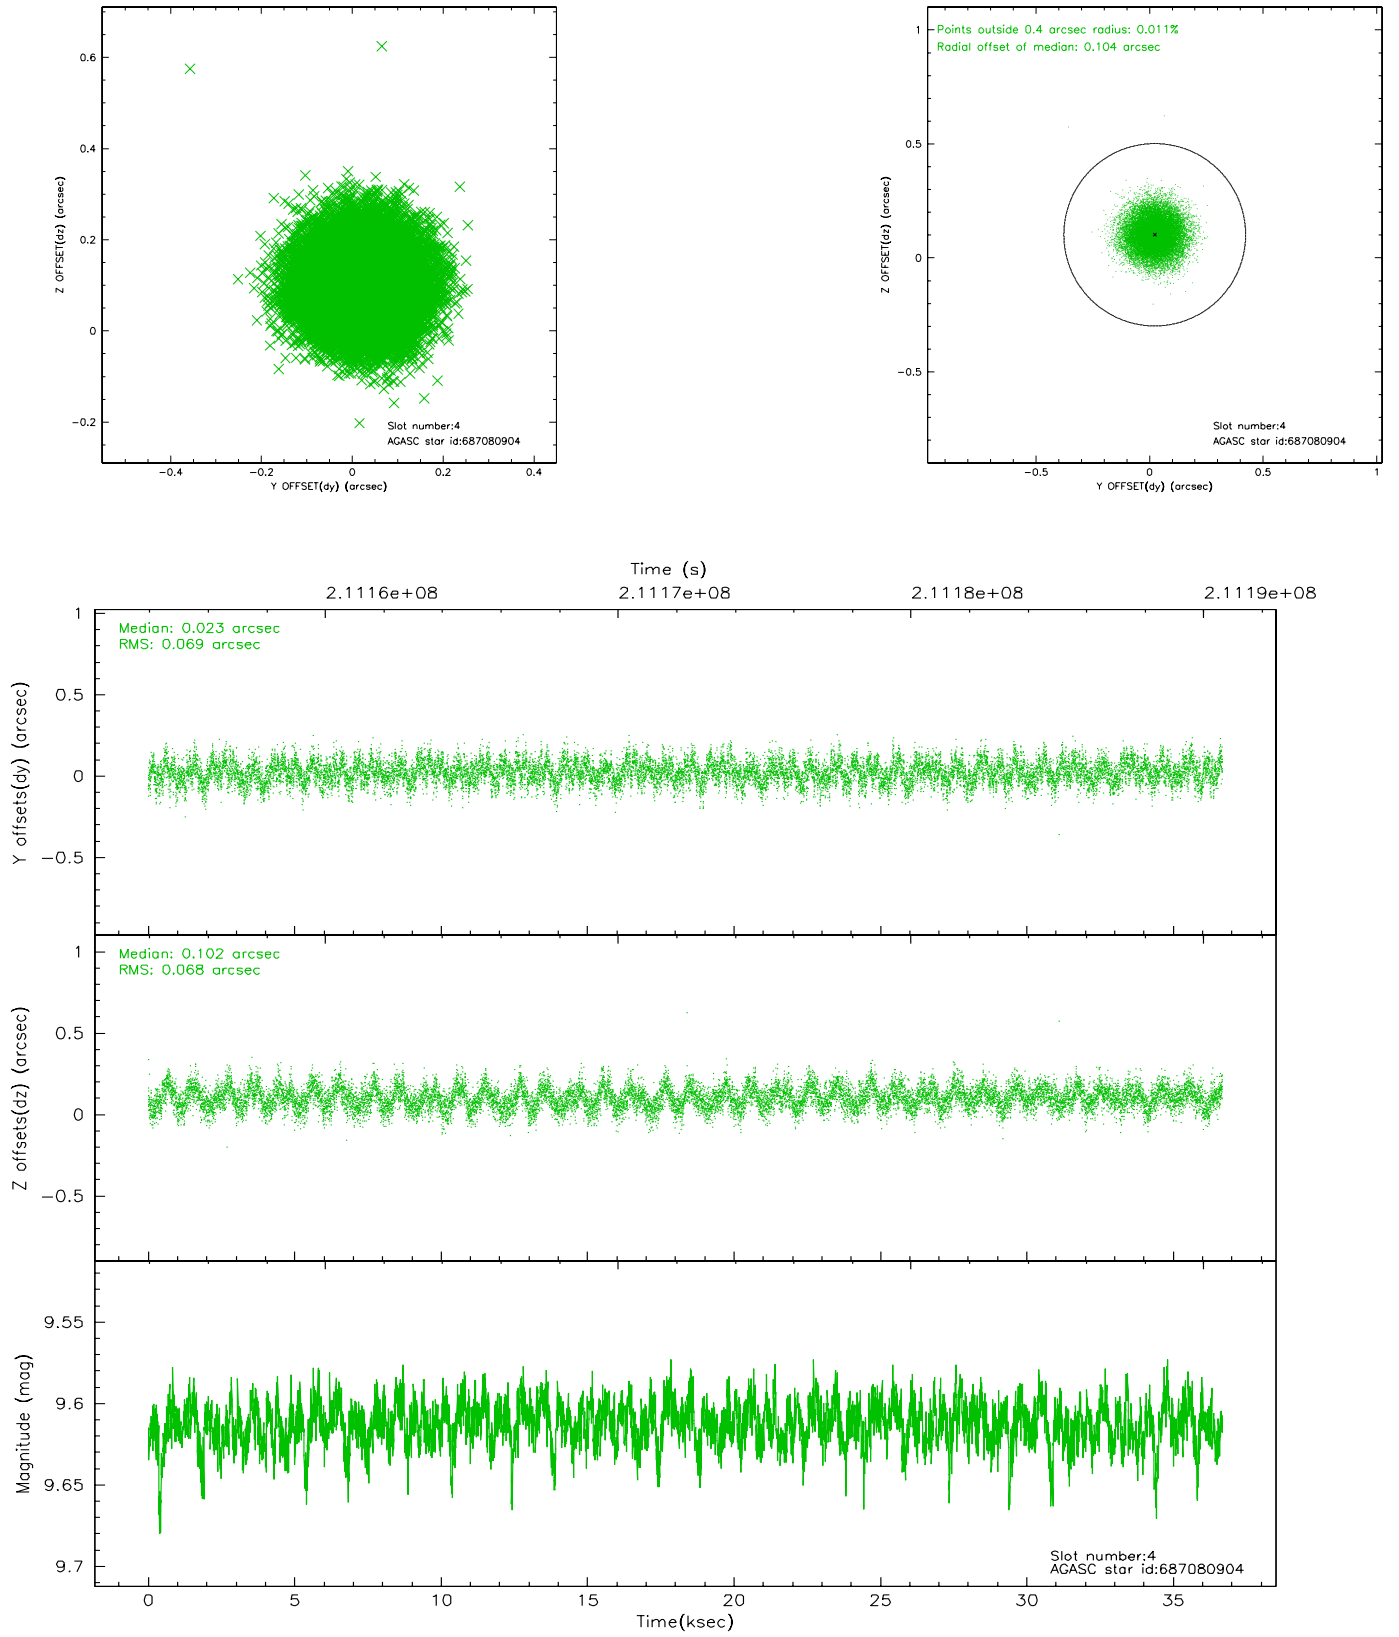 0.6
0.4
0.2
0
−0.2
Z OFFSET(dz) (arcsec)
Slot number:4
AGASC star id:687080904
−0.4 −0.2 0 0.2 0.4
Y OFFSET(dy) (arcsec)
Points outside 0.4 arcsec radius: 0.011%
Radial offset of median: 0.104 arcsec
1
0.5
0
−0.5
Z OFFSET(dz) (arcsec)
Slot number:4
AGASC star id:687080904
−0.5 0 0.5 1
Y OFFSET(dy) (arcsec)
Time (s)
2.1116e+08 2.1117e+08 2.1118e+08 2.1119e+08
Median: 0.023 arcsec
RMS: 0.069 arcsec
1
0.5
0
−0.5
Y offsets(dy) (arcsec)
Median: 0.102 arcsec
RMS: 0.068 arcsec
1
0.5
0
−0.5
Z offsets(dz) (arcsec)
9.55
9.6
9.65
9.7
Magnitude (mag)
Slot number:4
AGASC star id:687080904
0 5 10 15 20 25 30 35
Time(ksec)